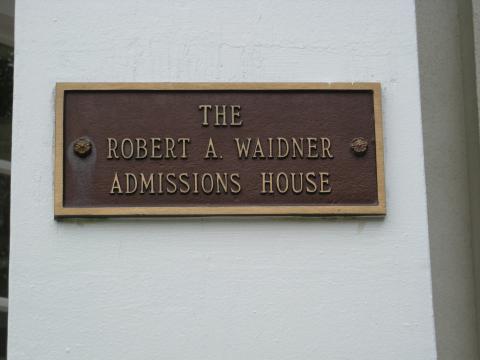 THE
ROBERT A. WAIDNER
ADMISSIONS HOUSE